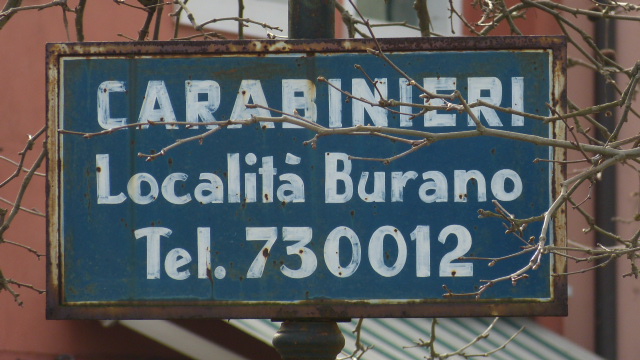 CARABINIERI
Località Burano
Tel. 730012